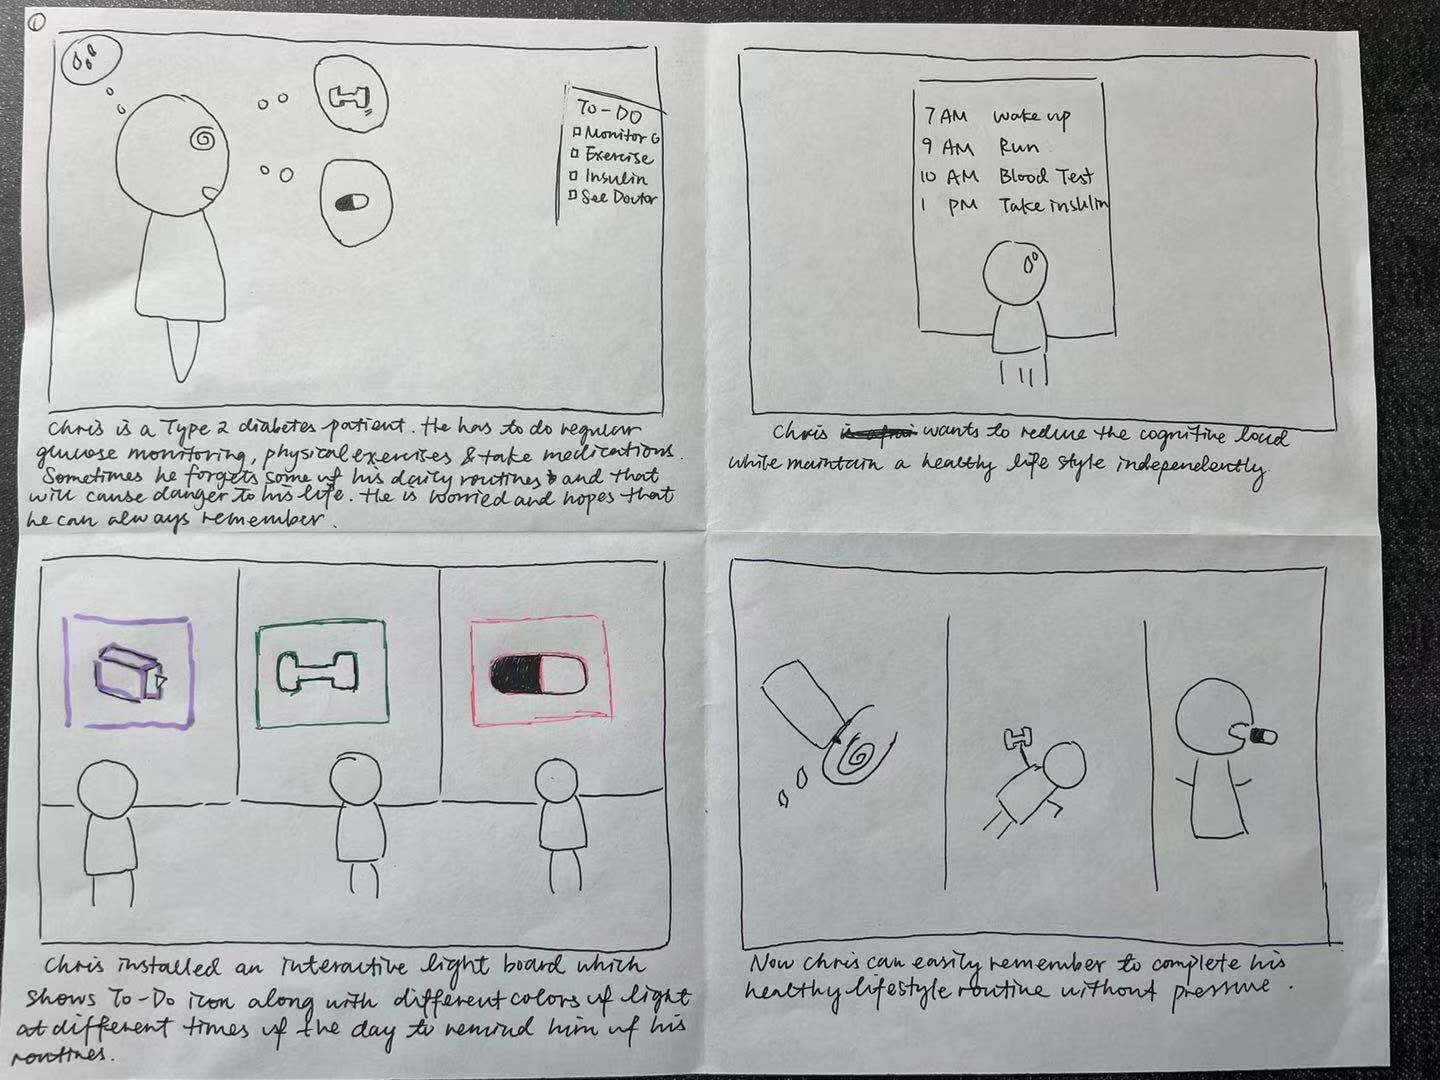 ①
To-DO
Monitor G
Exercise
Insulin
See Doctor
Chris is a Type 2 diabetes patient. He has to do regular
glucose monitoring, physical exercises & take medications.
Sometimes he forgets some of his daily routines and that
will cause danger to his life. He is worried and hopes that
he can always remember.
7 AM wake up
9 AM Run
10 AM Blood Test
1 PM Take insulin
Chris wants to reduce the cognitive load
while maintain a healthy life style independently
Chris installed an interactive light board which
shows To-Do icon along with different colors of light
at different times of the day to remind him of his
routines.
Now Chris can easily remember to complete his
healthy lifestyle routine without pressure.